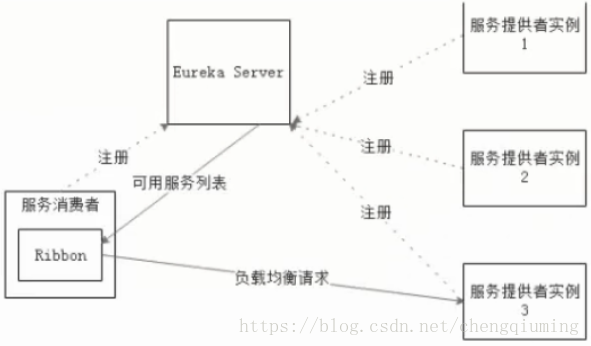 服务提供者实例
1
Eureka Server
注册
注册
注册
服务提供者实例
2
可用服务列表
服务消费者
注册
Ribbon
负载均衡请求
服务提供者实例
3
https://blog.csdn.net/chengqiuming